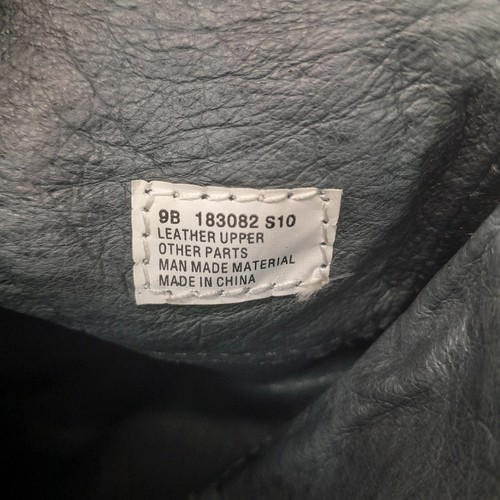 9B 183082 S10
LEATHER UPPER
OTHER PARTS
MAN MADE MATERIAL
MADE IN CHINA